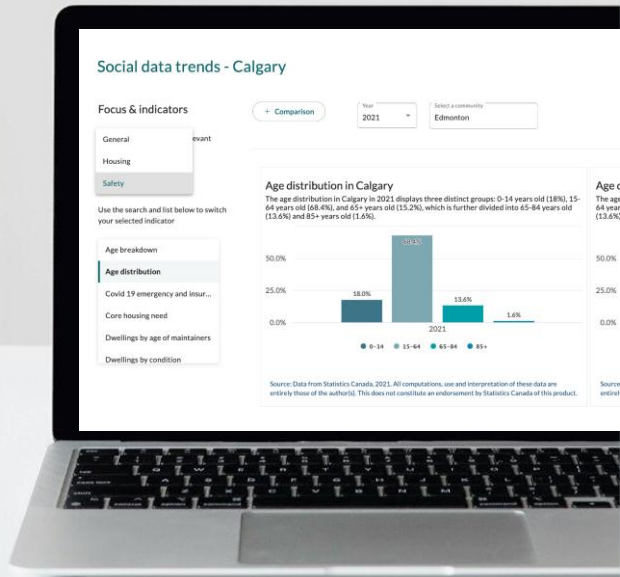 Social data trends - Calgary
Focus & indicators
+ Comparison
Year
2021
Select a community
Edmonton
General
evant
Housing
Safety
Use the search and list below to switch
your selected indicator
Age breakdown
Age distribution
Covid 19 emergency and insur...
Core housing need
Dwellings by age of maintainers
Dwellings by condition
Age distribution in Calgary
The age distribution in Calgary in 2021 displays three distinct groups: 0-14 years old (18%), 15-
64 years old (68.4%), and 65+ years old (15.2%), which is further divided into 65-84 years old
(13.6%) and 85+ years old (1.6%).
50.0%
25.0%
0.0%
18.0%
13.6%
1.6%
2021
0-14
15-64
65-84
85+
Source: Data from Statistics Canada, 2021. All computations, use and interpretation of these data are
entirely those of the author(s). This does not constitute an endorsement by Statistics Canada of this product.
Age
The age
64 year
(13.6%)
50.0%
25.0%
0.0%
Source
entirel